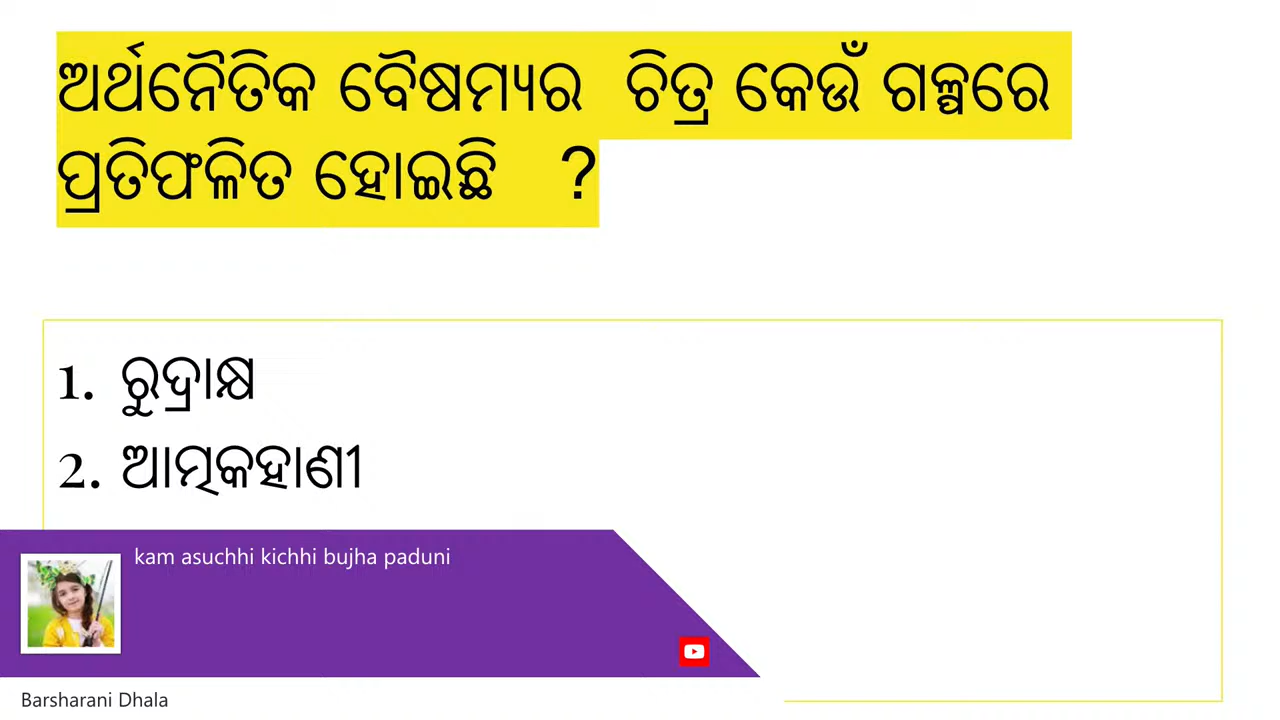 ଅର୍ଥନୈତିକ ବୈଷମ୍ୟର ଚିତ୍ର କେଉଁ ଗଳ୍ପରେ
ପ୍ରତିଫଳିତ ହୋଇଛି ?
1. ରୁଦ୍ରାକ୍ଷ
2. ଆତ୍ମକହାଣୀ
kam asuchhi kichhi bujha paduni
Barsharani Dhala